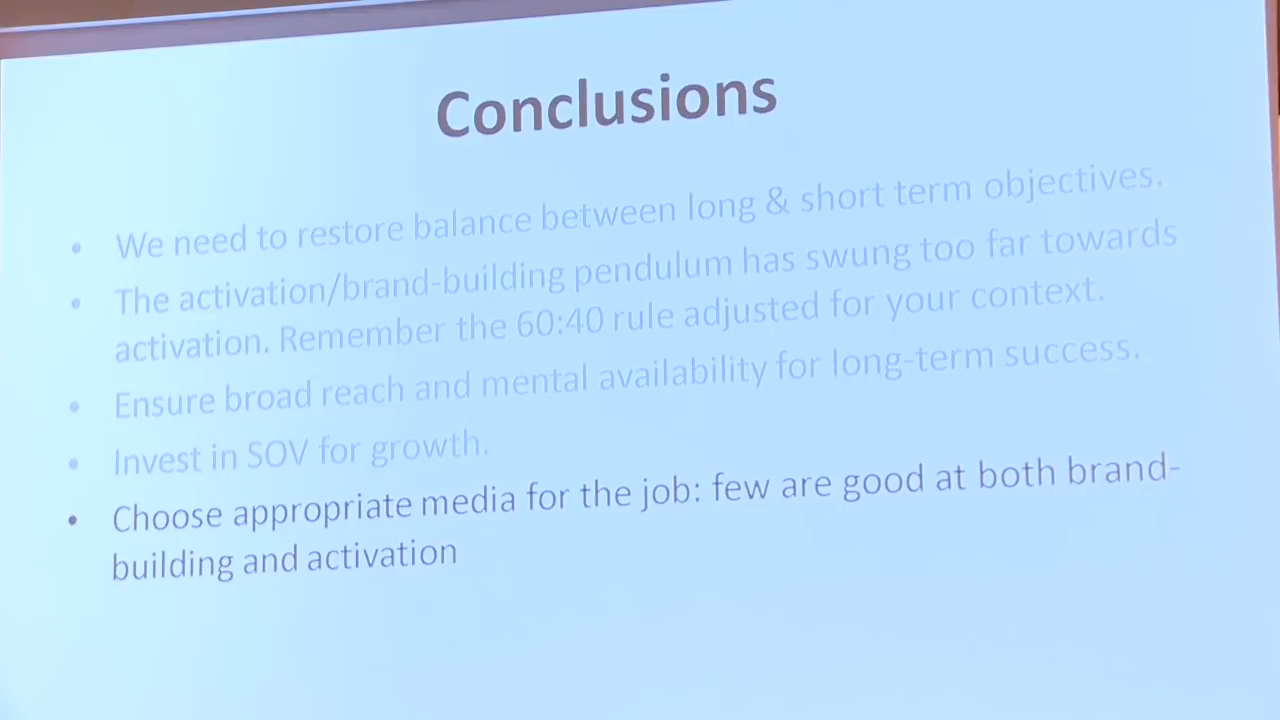 Conclusions
• We need to restore balance between long & short term objectives.
• The activation/brand-building pendulum has swung too far towards
activation. Remember the 60:40 rule adjusted for your context.
• Ensure broad reach and mental availability for long-term success.
• Invest in SOV for growth.
• Choose appropriate media for the job: few are good at both brand-
building and activation